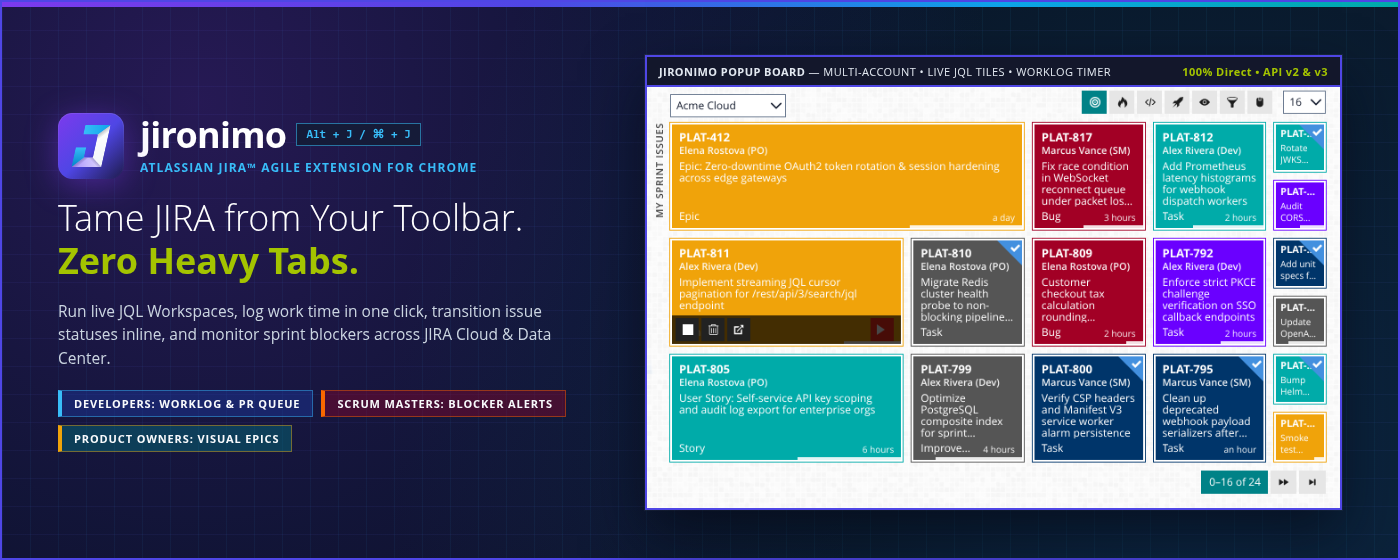 jironimo
Alt + J / ⌘ + J
ATLASSIAN JIRA™ AGILE EXTENSION FOR CHROME
Tame JIRA from Your Toolbar.
Zero Heavy Tabs.
Run live JQL Workspaces, log work time in one click, transition issue
statuses inline, and monitor sprint blockers across JIRA Cloud & Data
Center.
DEVELOPERS: WORKLOG & PR QUEUE
SCRUM MASTERS: BLOCKER ALERTS
PRODUCT OWNERS: VISUAL EPICS
JIRONIMO POPUP BOARD — MULTI-ACCOUNT • LIVE JQL TILES • WORKLOG TIMER
100% Direct • API v2 & v3
Acme Cloud
16
MY SPRINT ISSUES
PLAT-412
Elena Rostova (PO)
Epic: Zero-downtime OAuth2 token rotation & session hardening
across edge gateways
Epic
a day
PLAT-817
Marcus Vance (SM)
Fix race condition
in WebSocket
reconnect queue
under packet los...
Bug
3 hours
PLAT-812
Alex Rivera (Dev)
Add Prometheus
latency histograms
for webhook
dispatch workers
Task
2 hours
PLAT-...
Rotate
JWKS...
PLAT-...
Audit
CORS...
PLAT-811
Alex Rivera (Dev)
Implement streaming JQL cursor
pagination for /rest/api/3/search/jql
endpoint
PLAT-810
Elena Rostova (PO)
Migrate Redis
cluster health
probe to non-
blocking pipeline...
Task
PLAT-809
Elena Rostova (PO)
Customer
checkout tax
calculation
rounding...
Bug
2 hours
PLAT-792
Alex Rivera (Dev)
Enforce strict PKCE
challenge
verification on SSO
callback endpoints
Task
2 hours
PLAT-...
Add unit
specs f...
PLAT-...
Update
OpenA...
PLAT-805
Elena Rostova (PO)
User Story: Self-service API key scoping
and audit log export for enterprise orgs
Story
6 hours
PLAT-799
Alex Rivera (Dev)
Optimize
PostgreSQL
composite index
for sprint...
Improve...
4 hours
PLAT-800
Marcus Vance (SM)
Verify CSP headers
and Manifest V3
service worker
alarm persistence
Task
PLAT-795
Marcus Vance (SM)
Clean up
deprecated
webhook payload
serializers after...
Task
an hour
PLAT-...
Bump
Helm...
PLAT-...
Smoke
test...
0–16 of 24